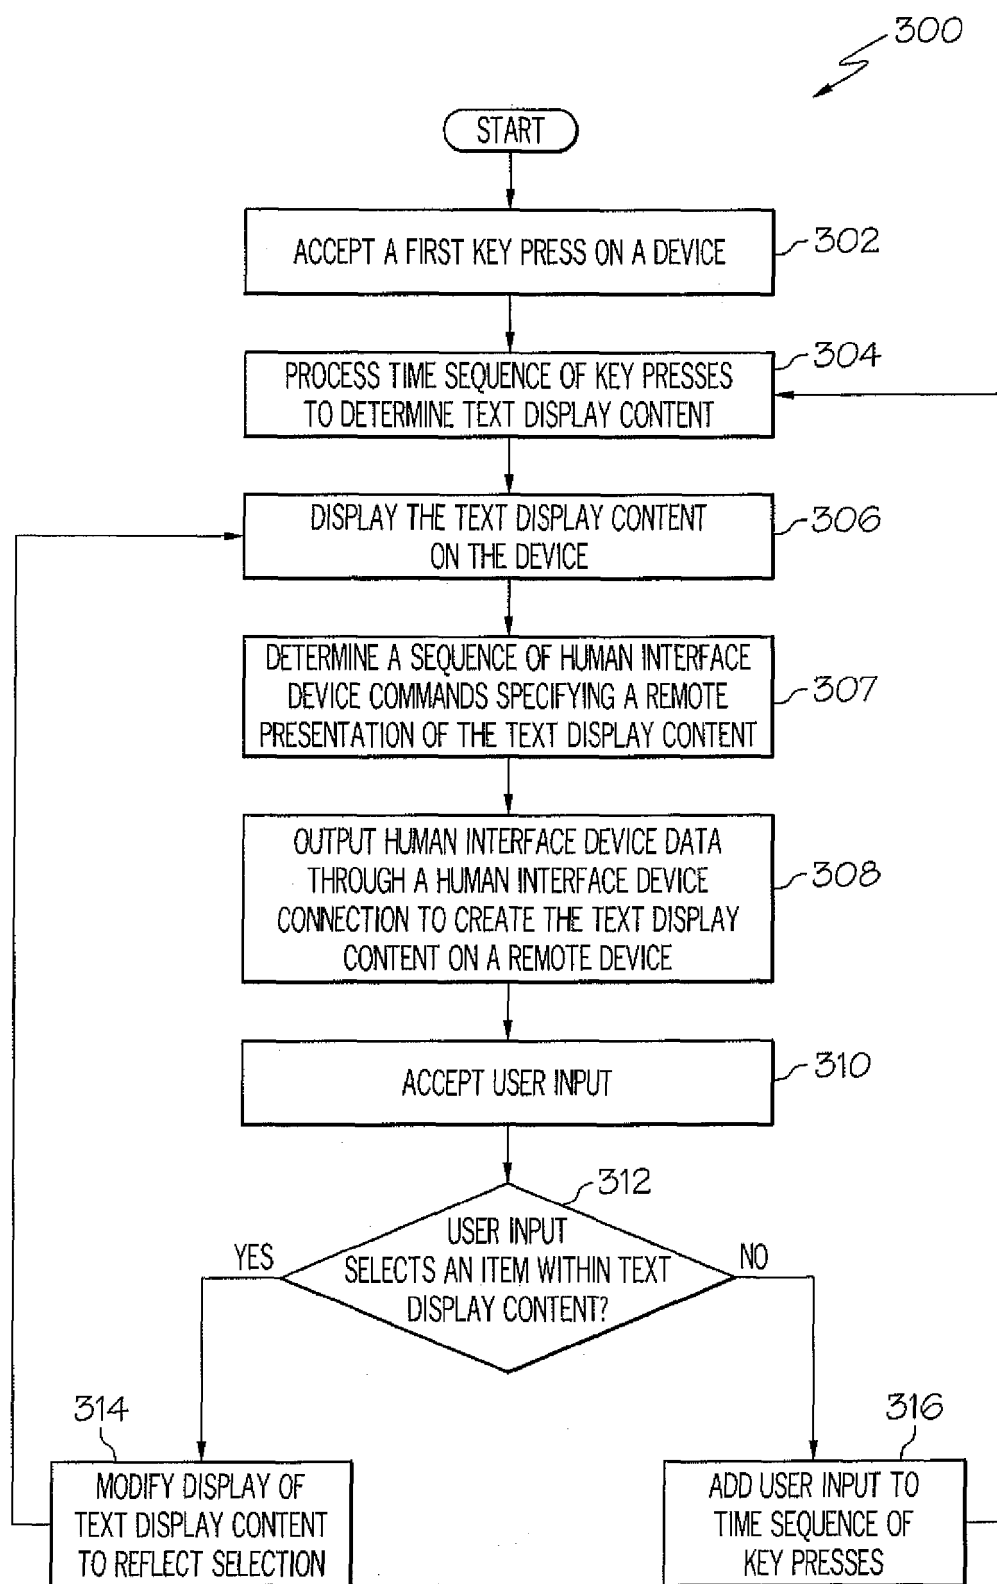 300
START
ACCEPT A FIRST KEY PRESS ON A DEVICE
302
PROCESS TIME SEQUENCE OF KEY PRESSES
TO DETERMINE TEXT DISPLAY CONTENT
304
DISPLAY THE TEXT DISPLAY CONTENT
ON THE DEVICE
306
DETERMINE A SEQUENCE OF HUMAN INTERFACE
DEVICE COMMANDS SPECIFYING A REMOTE
PRESENTATION OF THE TEXT DISPLAY CONTENT
307
OUTPUT HUMAN INTERFACE DEVICE DATA
THROUGH A HUMAN INTERFACE DEVICE
CONNECTION TO CREATE THE TEXT DISPLAY
CONTENT ON A REMOTE DEVICE
308
ACCEPT USER INPUT
310
312
USER INPUT
SELECTS AN ITEM WITHIN TEXT
DISPLAY CONTENT?
YES
NO
314
MODIFY DISPLAY OF
TEXT DISPLAY CONTENT
TO REFLECT SELECTION
316
ADD USER INPUT TO
TIME SEQUENCE OF
KEY PRESSES